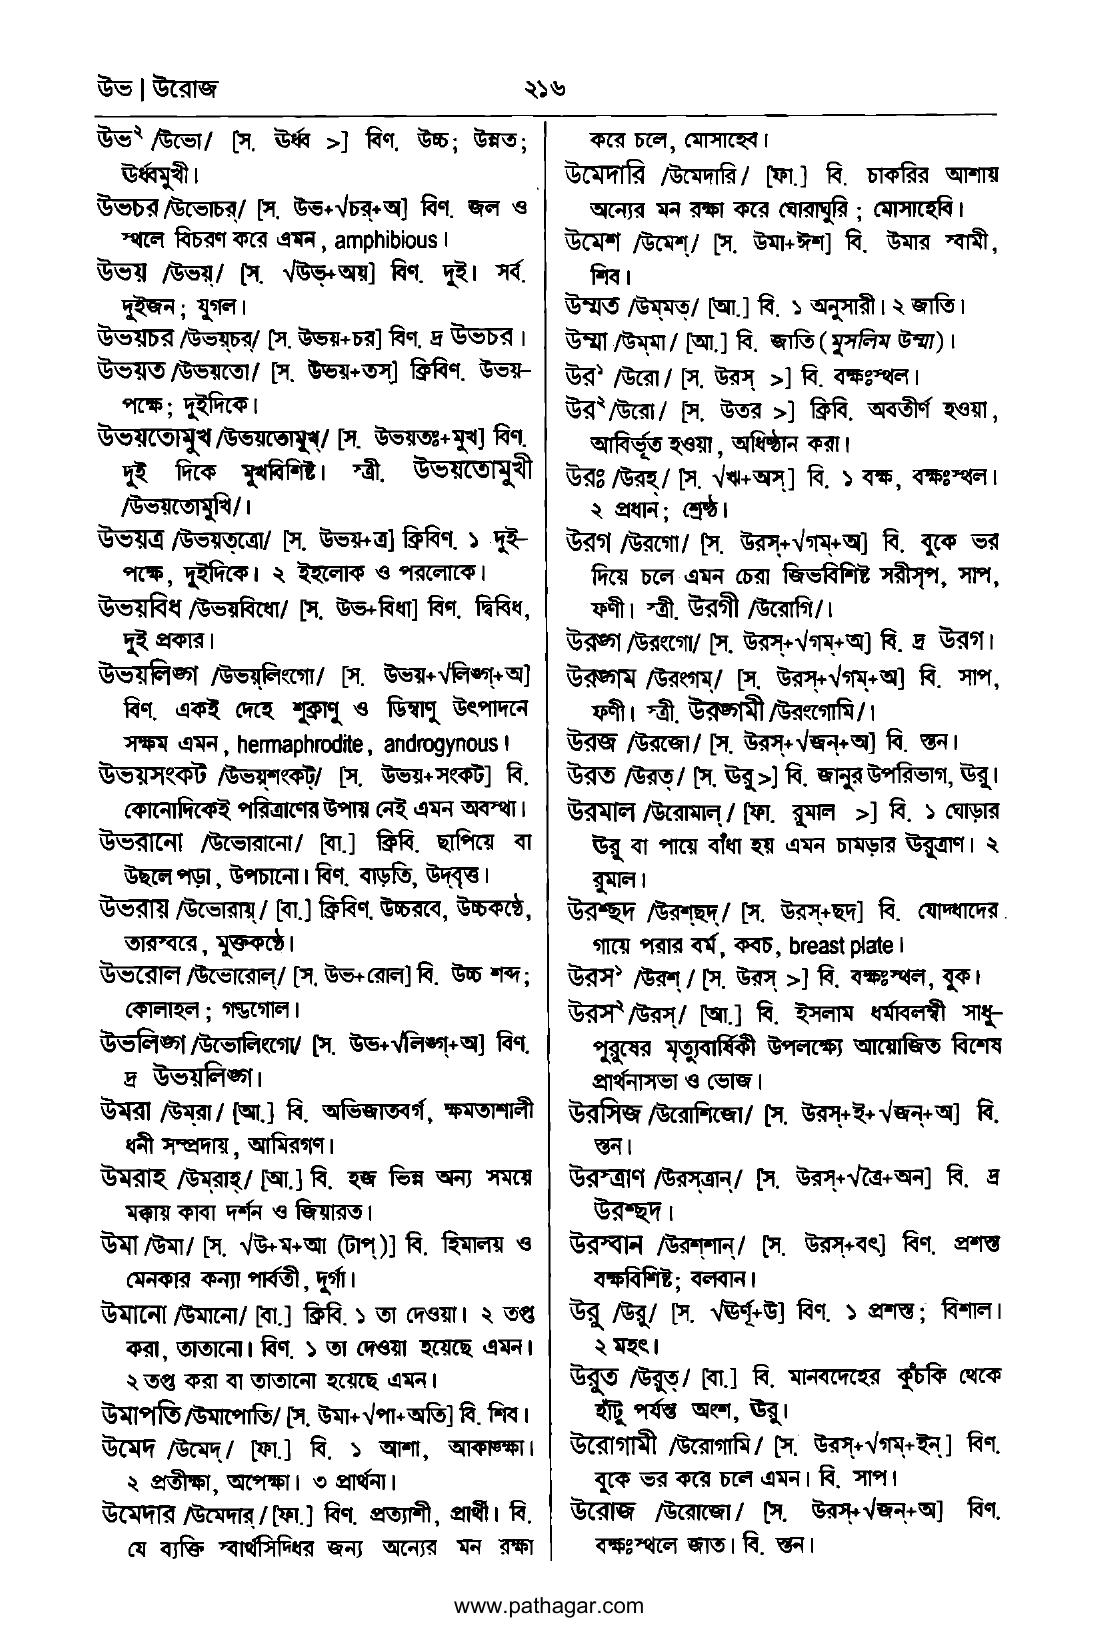 উভ | উরোজ
২১৬
উভ২ /উভো/ [স. ঊর্ধ্ব >] বিণ. উচ্চ; উন্নত;
ঊর্ধ্বমুখী।
উভচর /উভোচর্/ [স. উভ+√চর্+অ] বিণ. জল ও
স্থলে বিচরণ করে এমন, amphibious।
উভয় /উভয়্/ [স. √উভ্+অয়] বিণ. দুই। সর্ব.
দুইজন; যুগল।
উভয়চর /উভয়্চর্/ [স. উভয়+চর] বিণ. দ্র উভচর।
উভয়ত /উভয়তো/ [স. উভয়+তস্] ক্রিবিণ. উভয়-
পক্ষে; দুইদিকে।
উভয়তোমুখ /উভয়তোমুখ্/ [স. উভয়তঃ+মুখ] বিণ.
দুই দিকে মুখবিশিষ্ট। স্ত্রী. উভয়তোমুখী
/উভয়তোমুখি/।
উভয়ত্র /উভয়ত্ত্রো/ [স. উভয়+ত্র] ক্রিবিণ. ১ দুই-
পক্ষে, দুইদিকে। ২ ইহলোক ও পরলোকে।
উভয়বিধ /উভয়বিধো/ [স. উভ+বিধা] বিণ. দ্বিবিধ,
দুই প্রকার।
উভয়লিঙ্গ /উভয়্লিংগো/ [স. উভয়+√লিঙ্গ্+অ]
বিণ. একই দেহে শুক্রাণু ও ডিম্বাণু উৎপাদনে
সক্ষম এমন, hermaphrodite, androgynous।
উভয়সংকট /উভয়্শংকট্/ [স. উভয়+সংকট] বি.
কোনোদিকেই পরিত্রাণের উপায় নেই এমন অবস্থা।
উভরানো /উভোরানো/ [বা.] ক্রিবি. ছাপিয়ে বা
উছলে পড়া, উপচানো। বিণ. বাড়তি, উদ্‌বৃত্ত।
উভরায় /উভোরায়্/ [বা.] ক্রিবিণ. উচ্চরবে, উচ্চকণ্ঠে,
তারস্বরে, মুক্তকণ্ঠে।
উভরোল /উভোরোল্/ [স. উভ+রোল] বি. উচ্চ শব্দ;
কোলাহল; গন্ডগোল।
উভলিঙ্গ /উভোলিংগো/ [স. উভ+√লিঙ্গ্+অ] বিণ.
দ্র উভয়লিঙ্গ।
উমরা /উম্‌রা/ [আ.] বি. অভিজাতবর্গ, ক্ষমতাশালী
ধনী সম্প্রদায়, আমিরগণ।
উমরাহ /উম্‌রাহ্/ [আ.] বি. হজ ভিন্ন অন্য সময়ে
মক্কায় কাবা দর্শন ও জিয়ারত।
উমা /উমা/ [স. √উ+ম+আ (টাপ্)] বি. হিমালয় ও
মেনকার কন্যা পার্বতী, দুর্গা।
উমানো /উমানো/ [বা.] ক্রিবি. ১ তা দেওয়া। ২ তপ্ত
করা, তাতানো। বিণ. ১ তা দেওয়া হয়েছে এমন।
২ তপ্ত করা বা তাতানো হয়েছে এমন।
উমাপতি /উমাপোতি/ [স. উমা+√পা+অতি] বি. শিব।
উমেদ /উমেদ্/ [ফা.] বি. ১ আশা, আকাঙ্ক্ষা।
২ প্রতীক্ষা, অপেক্ষা। ৩ প্রার্থনা।
উমেদার /উমেদার্/ [ফা.] বিণ. প্রত্যাশী, প্রার্থী। বি.
যে ব্যক্তি স্বার্থসিদ্ধির জন্য অন্যের মন রক্ষা
করে চলে, মোসাহেব।
উমেদারি /উমেদারি/ [ফা.] বি. চাকরির আশায়
অন্যের মন রক্ষা করে ঘোরাঘুরি; মোসাহেবি।
উমেশ /উমেশ্/ [স. উমা+ঈশ] বি. উমার স্বামী,
শিব।
উম্মত /উম্‌মত্/ [আ.] বি. ১ অনুসারী। ২ জাতি।
উম্মা /উম্‌মা/ [আ.] বি. জাতি (মুসলিম উম্মা)।
উর১ /উরো/ [স. উরস্ >] বি. বক্ষঃস্থল।
উর২ /উরো/ [স. উতর >] ক্রিবি. অবতীর্ণ হওয়া,
আবির্ভূত হওয়া, অধিষ্ঠান করা।
উরঃ /উরহ্/ [স. √ঋ+অস্] বি. ১ বক্ষ, বক্ষঃস্থল।
২ প্রধান; শ্রেষ্ঠ।
উরগ /উরগো/ [স. উরস্+√গম্+অ] বি. বুকে ভর
দিয়ে চলে এমন চেরা জিভবিশিষ্ট সরীসৃপ, সাপ,
ফণী। স্ত্রী. উরগী /উরোগি/।
উরঙ্গ /উরংগো/ [স. উরস্+√গম্+অ] বি. দ্র উরগ।
উরঙ্গম /উরংগম্/ [স. উরস্+√গম্+অ] বি. সাপ,
ফণী। স্ত্রী. উরঙ্গমী /উরংগোমি/।
উরজ /উরজো/ [স. উরস্+√জন্+অ] বি. স্তন।
উরত /উরত্/ [স. ঊরু>] বি. জানুর উপরিভাগ, ঊরু।
উরমাল /উরোমাল্/ [ফা. রুমাল >] বি. ১ ঘোড়ার
ঊরু বা পায়ে বাঁধা হয় এমন চামড়ার ঊরুত্রাণ। ২
রুমাল।
উরশ্ছদ /উরশ্‌ছদ্/ [স. উরস্+ছদ] বি. যোদ্ধাদের
গায়ে পরার বর্ম, কবচ, breast plate।
উরস১ /উরশ্/ [স. উরস্ >] বি. বক্ষঃস্থল, বুক।
উরস২ /উরস্/ [আ.] বি. ইসলাম ধর্মাবলম্বী সাধু-
পুরুষের মৃত্যুবার্ষিকী উপলক্ষ্যে আয়োজিত বিশেষ
প্রার্থনাসভা ও ভোজ।
উরসিজ /উরোশিজো/ [স. উরস্+ই+√জন্+অ] বি.
স্তন।
উরস্ত্রাণ /উরস্‌ত্রান্/ [স. উরস্+√ত্রৈ+অন] বি. দ্র
উরশ্ছদ।
উরস্বান /উরশ্‌শান্/ [স. উরস্+বৎ] বিণ. প্রশস্ত
বক্ষবিশিষ্ট; বলবান।
উরু /উরু/ [স. √ঊর্ণু+উ] বিণ. ১ প্রশস্ত; বিশাল।
২ মহৎ।
উরুত /উরুত্/ [বা.] বি. মানবদেহের কুঁচকি থেকে
হাঁটু পর্যন্ত অংশ, ঊরু।
উরোগামী /উরোগামি/ [স. উরস্+√গম্+ইন্] বিণ.
বুকে ভর করে চলে এমন। বি. সাপ।
উরোজ /উরোজো/ [স. উরস্+√জন্+অ] বিণ.
বক্ষঃস্থলে জাত। বি. স্তন।
www.pathagar.com